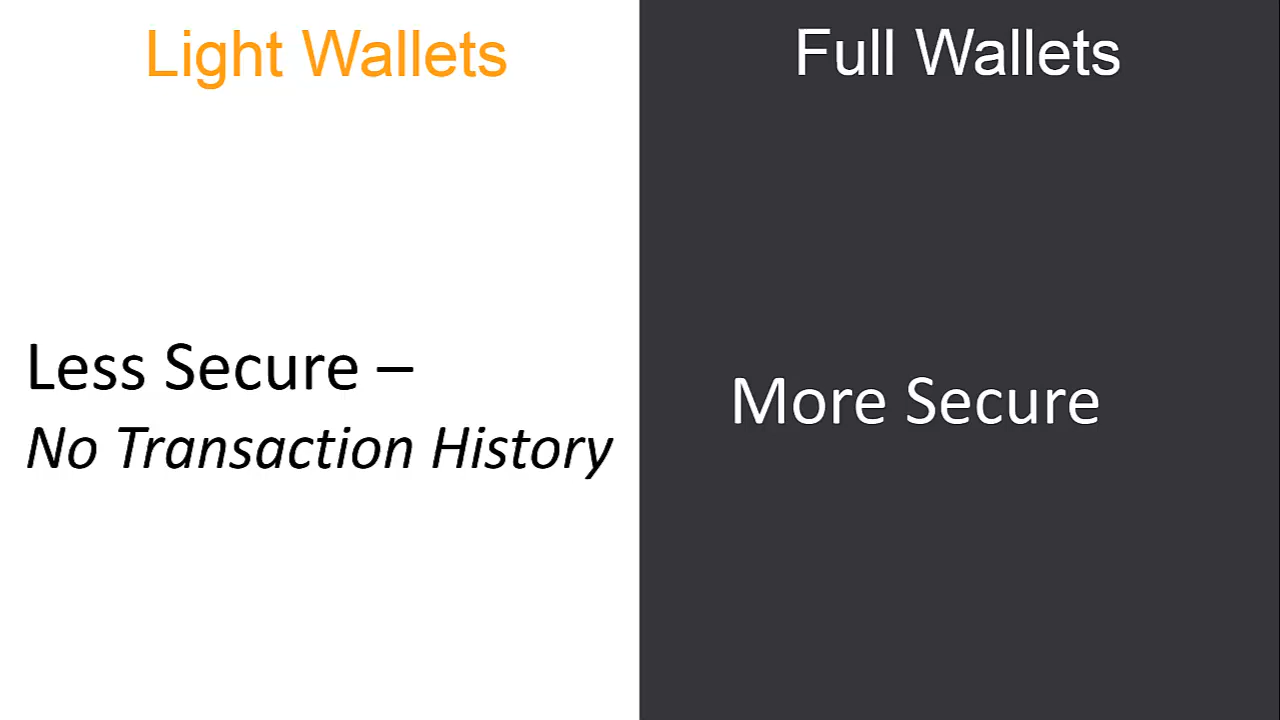 Light Wallets
Less Secure –
No Transaction History
Full Wallets
More Secure